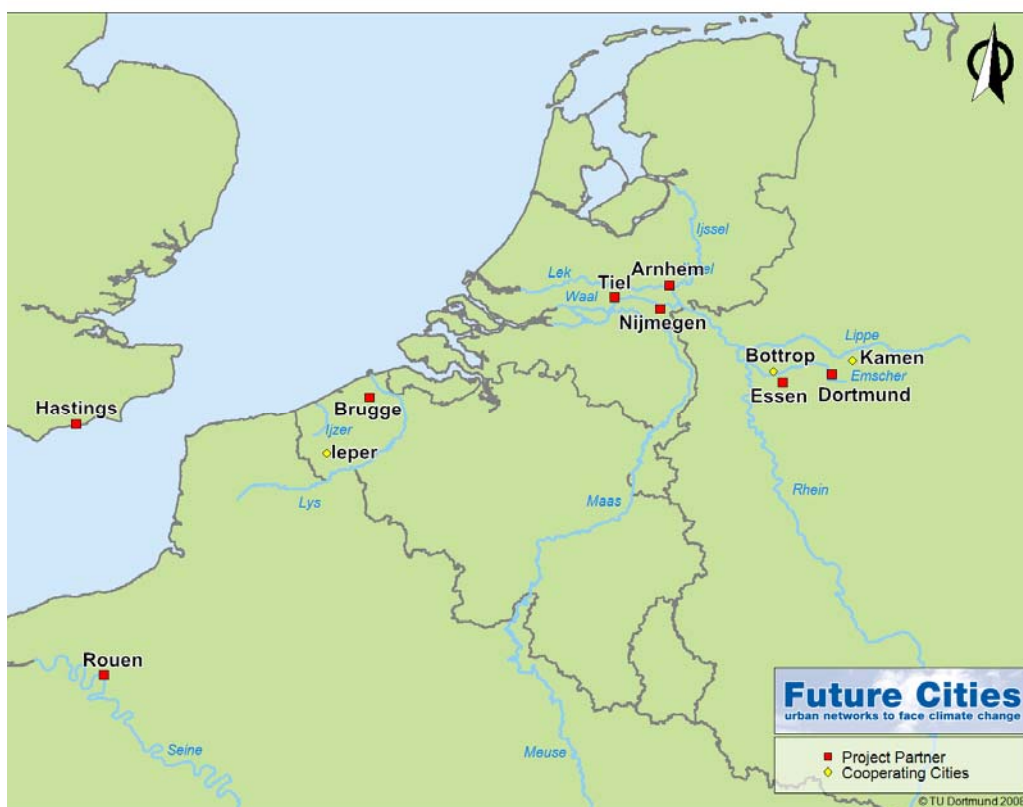 Ijssel
Arnhem
Lek
Tiel
Waal
Nijmegen
Lippe
Bottrop
Kamen
Emscher
Essen
Dortmund
Hastings
Brugge
Ijzer
Ieper
Lys
Maas
Rhein
Rouen
Seine
Meuse
Future Cities
urban networks to face climate change
Project Partner
Cooperating Cities
© TU Dortmund 2008